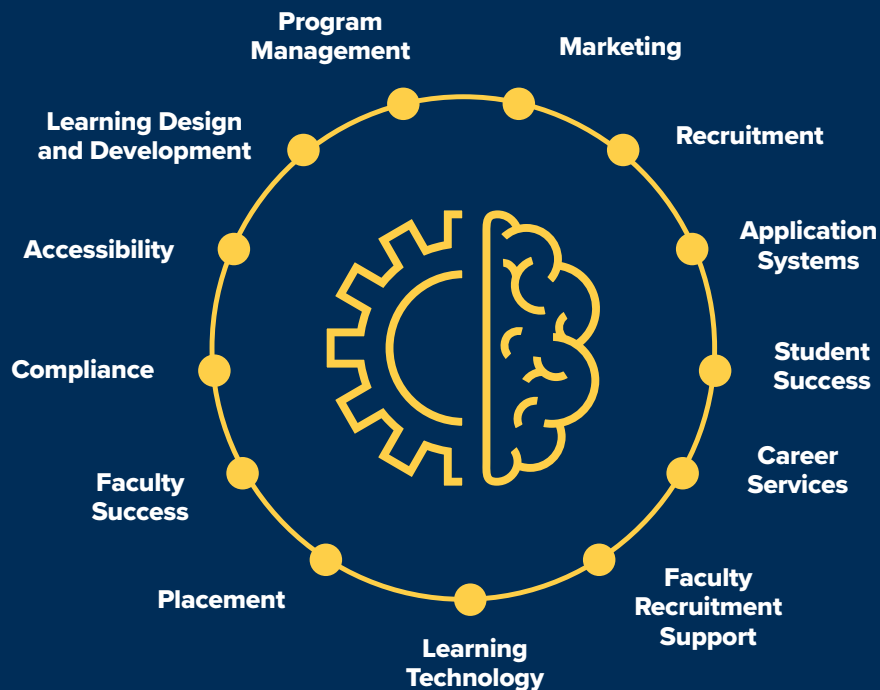 Program
Management
Marketing
Learning Design
and Development
Recruitment
Accessibility
Application
Systems
Compliance
Student
Success
Faculty
Success
Career
Services
Placement
Faculty
Recruitment
Support
Learning
Technology